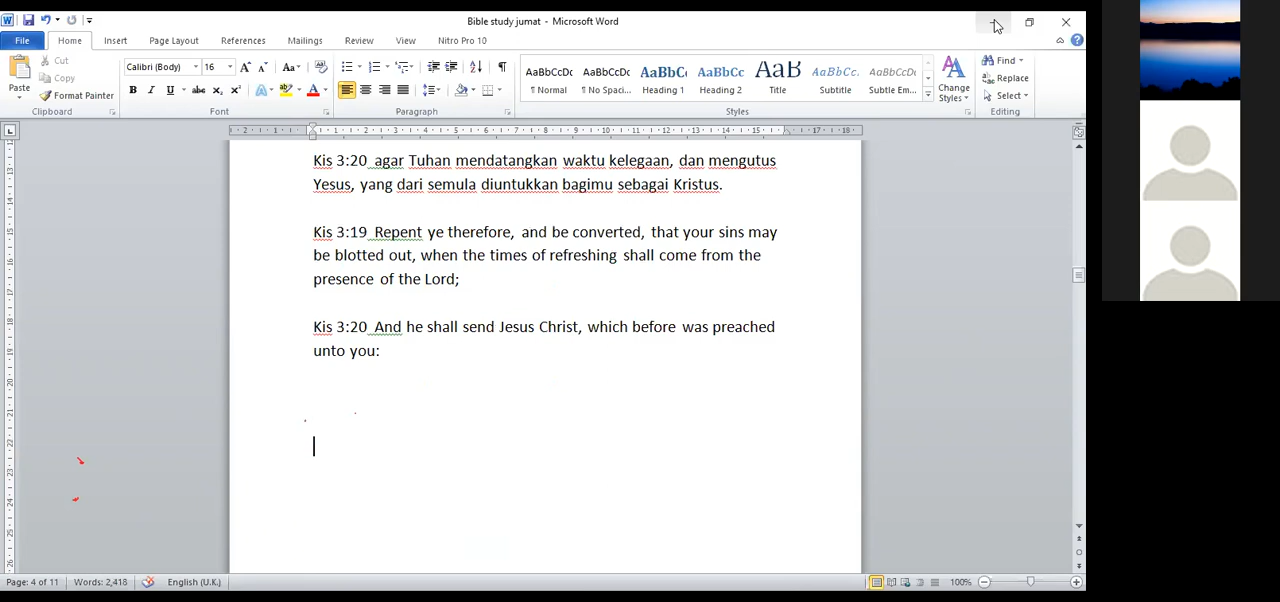 Bible study jumat - Microsoft Word
File Home Insert Page Layout References Mailings Review View Nitro Pro 10
Cut Calibri (Body) 16 Find
Copy AaBbCcDc AaBbCcDc AaBbC AaBbCc AaB AaBbCc. AaBbCcDc Replace
Paste Format Painter ¶ Normal ¶ No Spaci... Heading 1 Heading 2 Title Subtitle Subtle Em... Change Styles Select
Clipboard Font Paragraph Styles Editing
Kis 3:20 agar Tuhan mendatangkan waktu kelegaan, dan mengutus
Yesus, yang dari semula diuntukkan bagimu sebagai Kristus.
Kis 3:19 Repent ye therefore, and be converted, that your sins may
be blotted out, when the times of refreshing shall come from the
presence of the Lord;
Kis 3:20 And he shall send Jesus Christ, which before was preached
unto you:
Page: 4 of 11 Words: 2,418 English (U.K.) 100%